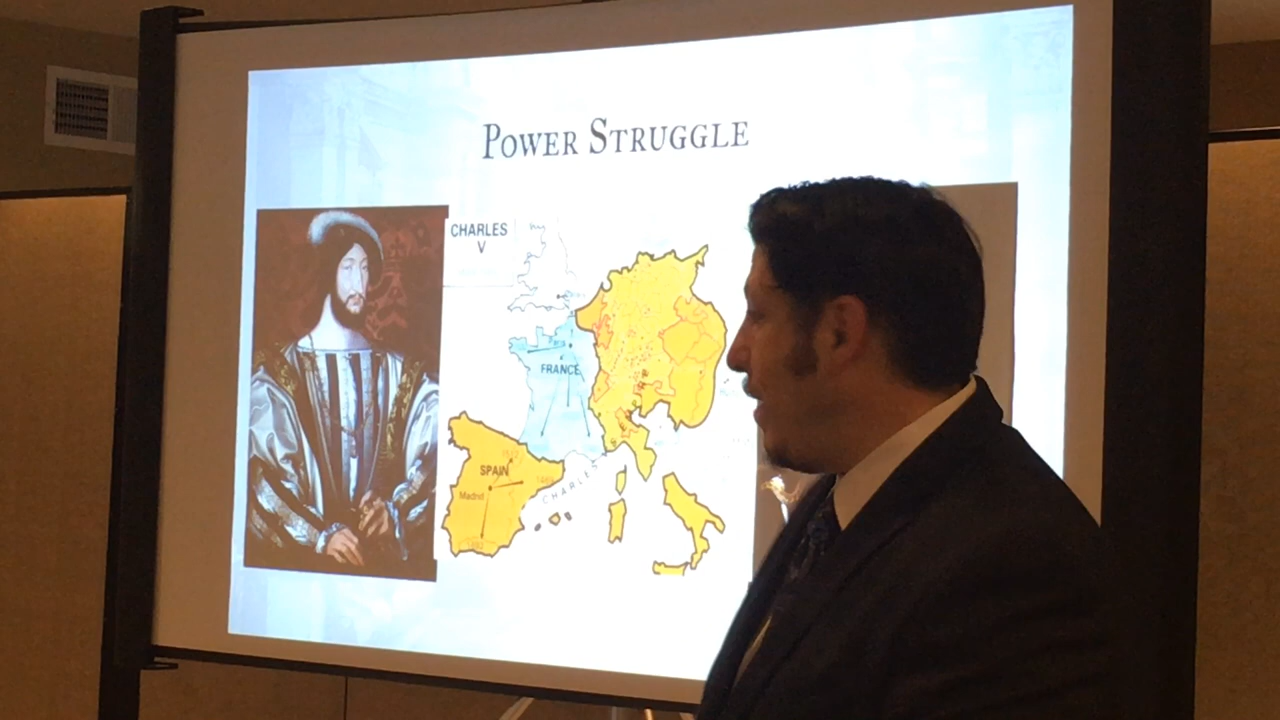 POWER STRUGGLE
CHARLES
V
FRANCE
SPAIN
Madrid
CHARLES